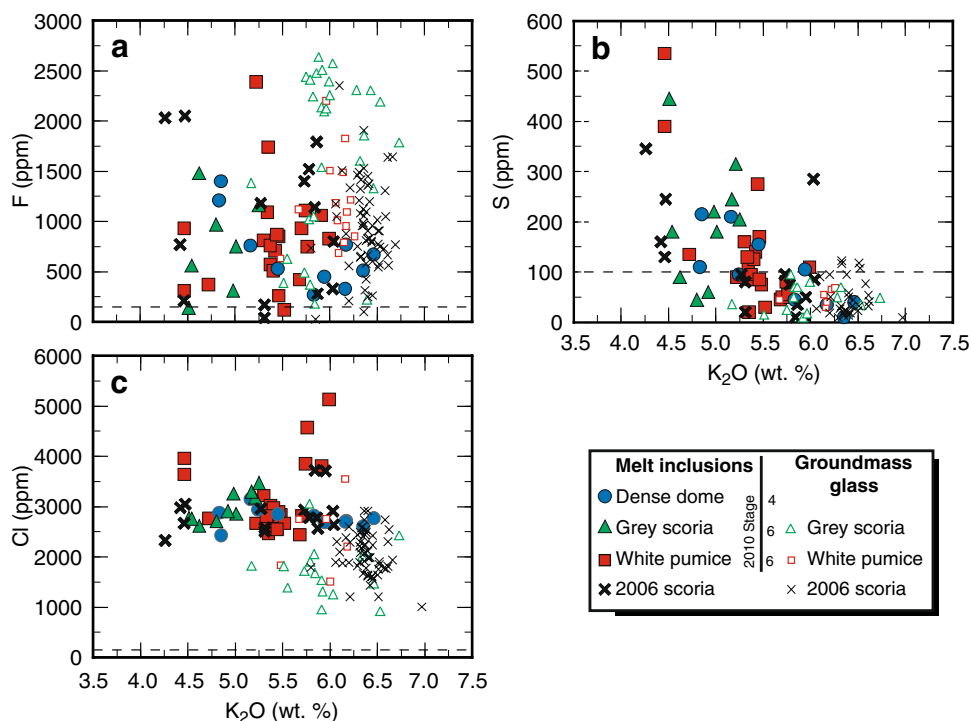 a
F (ppm)
3000
2500
2000
1500
1000
500
0
b
S (ppm)
600
500
400
300
200
100
0
3.5 4.0 4.5 5.0 5.5 6.0 6.5 7.0 7.5
K2O (wt. %)
c
Cl (ppm)
6000
5000
4000
3000
2000
1000
0
3.5 4.0 4.5 5.0 5.5 6.0 6.5 7.0 7.5
K2O (wt. %)
Melt inclusions
Groundmass
glass
2010 Stage
Dense dome 4
Grey scoria 6 Grey scoria
White pumice 6 White pumice
2006 scoria 2006 scoria